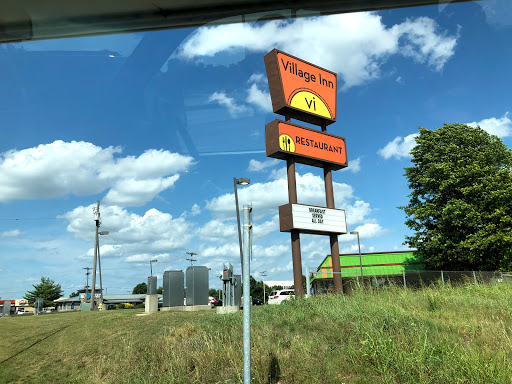 Village Inn
vi
RESTAURANT
BREAKFAST
SERVED
ALL DAY